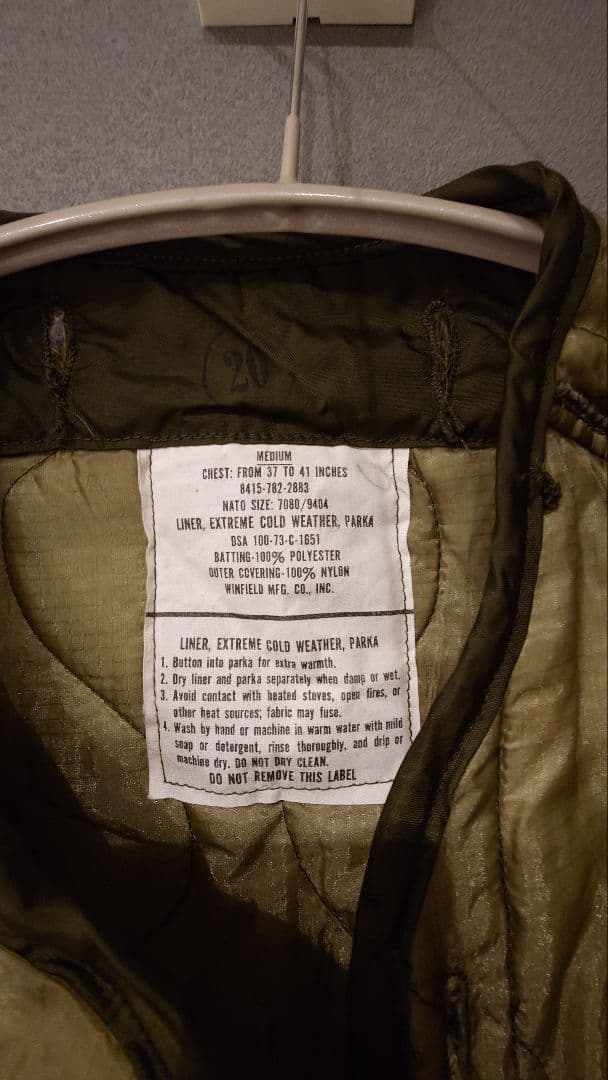 20
MEDIUM
CHEST: FROM 37 TO 41 INCHES
8415-782-2883
NATO SIZE: 7080/9404
LINER, EXTREME COLD WEATHER, PARKA
DSA 100-73-C-1651
BATTING-100% POLYESTER
OUTER COVERING-100% NYLON
WINFIELD MFG. CO., INC.
LINER, EXTREME COLD WEATHER, PARKA
1. Button into parka for extra warmth.
2. Dry liner and parka separately when damp or wet.
3. Avoid contact with heated stoves, open fires, or
other heat sources; fabric may fuse.
4. Wash by hand or machine in warm water with mild
soap or detergent, rinse thoroughly, and drip or
machine dry. DO NOT DRY CLEAN.
DO NOT REMOVE THIS LABEL